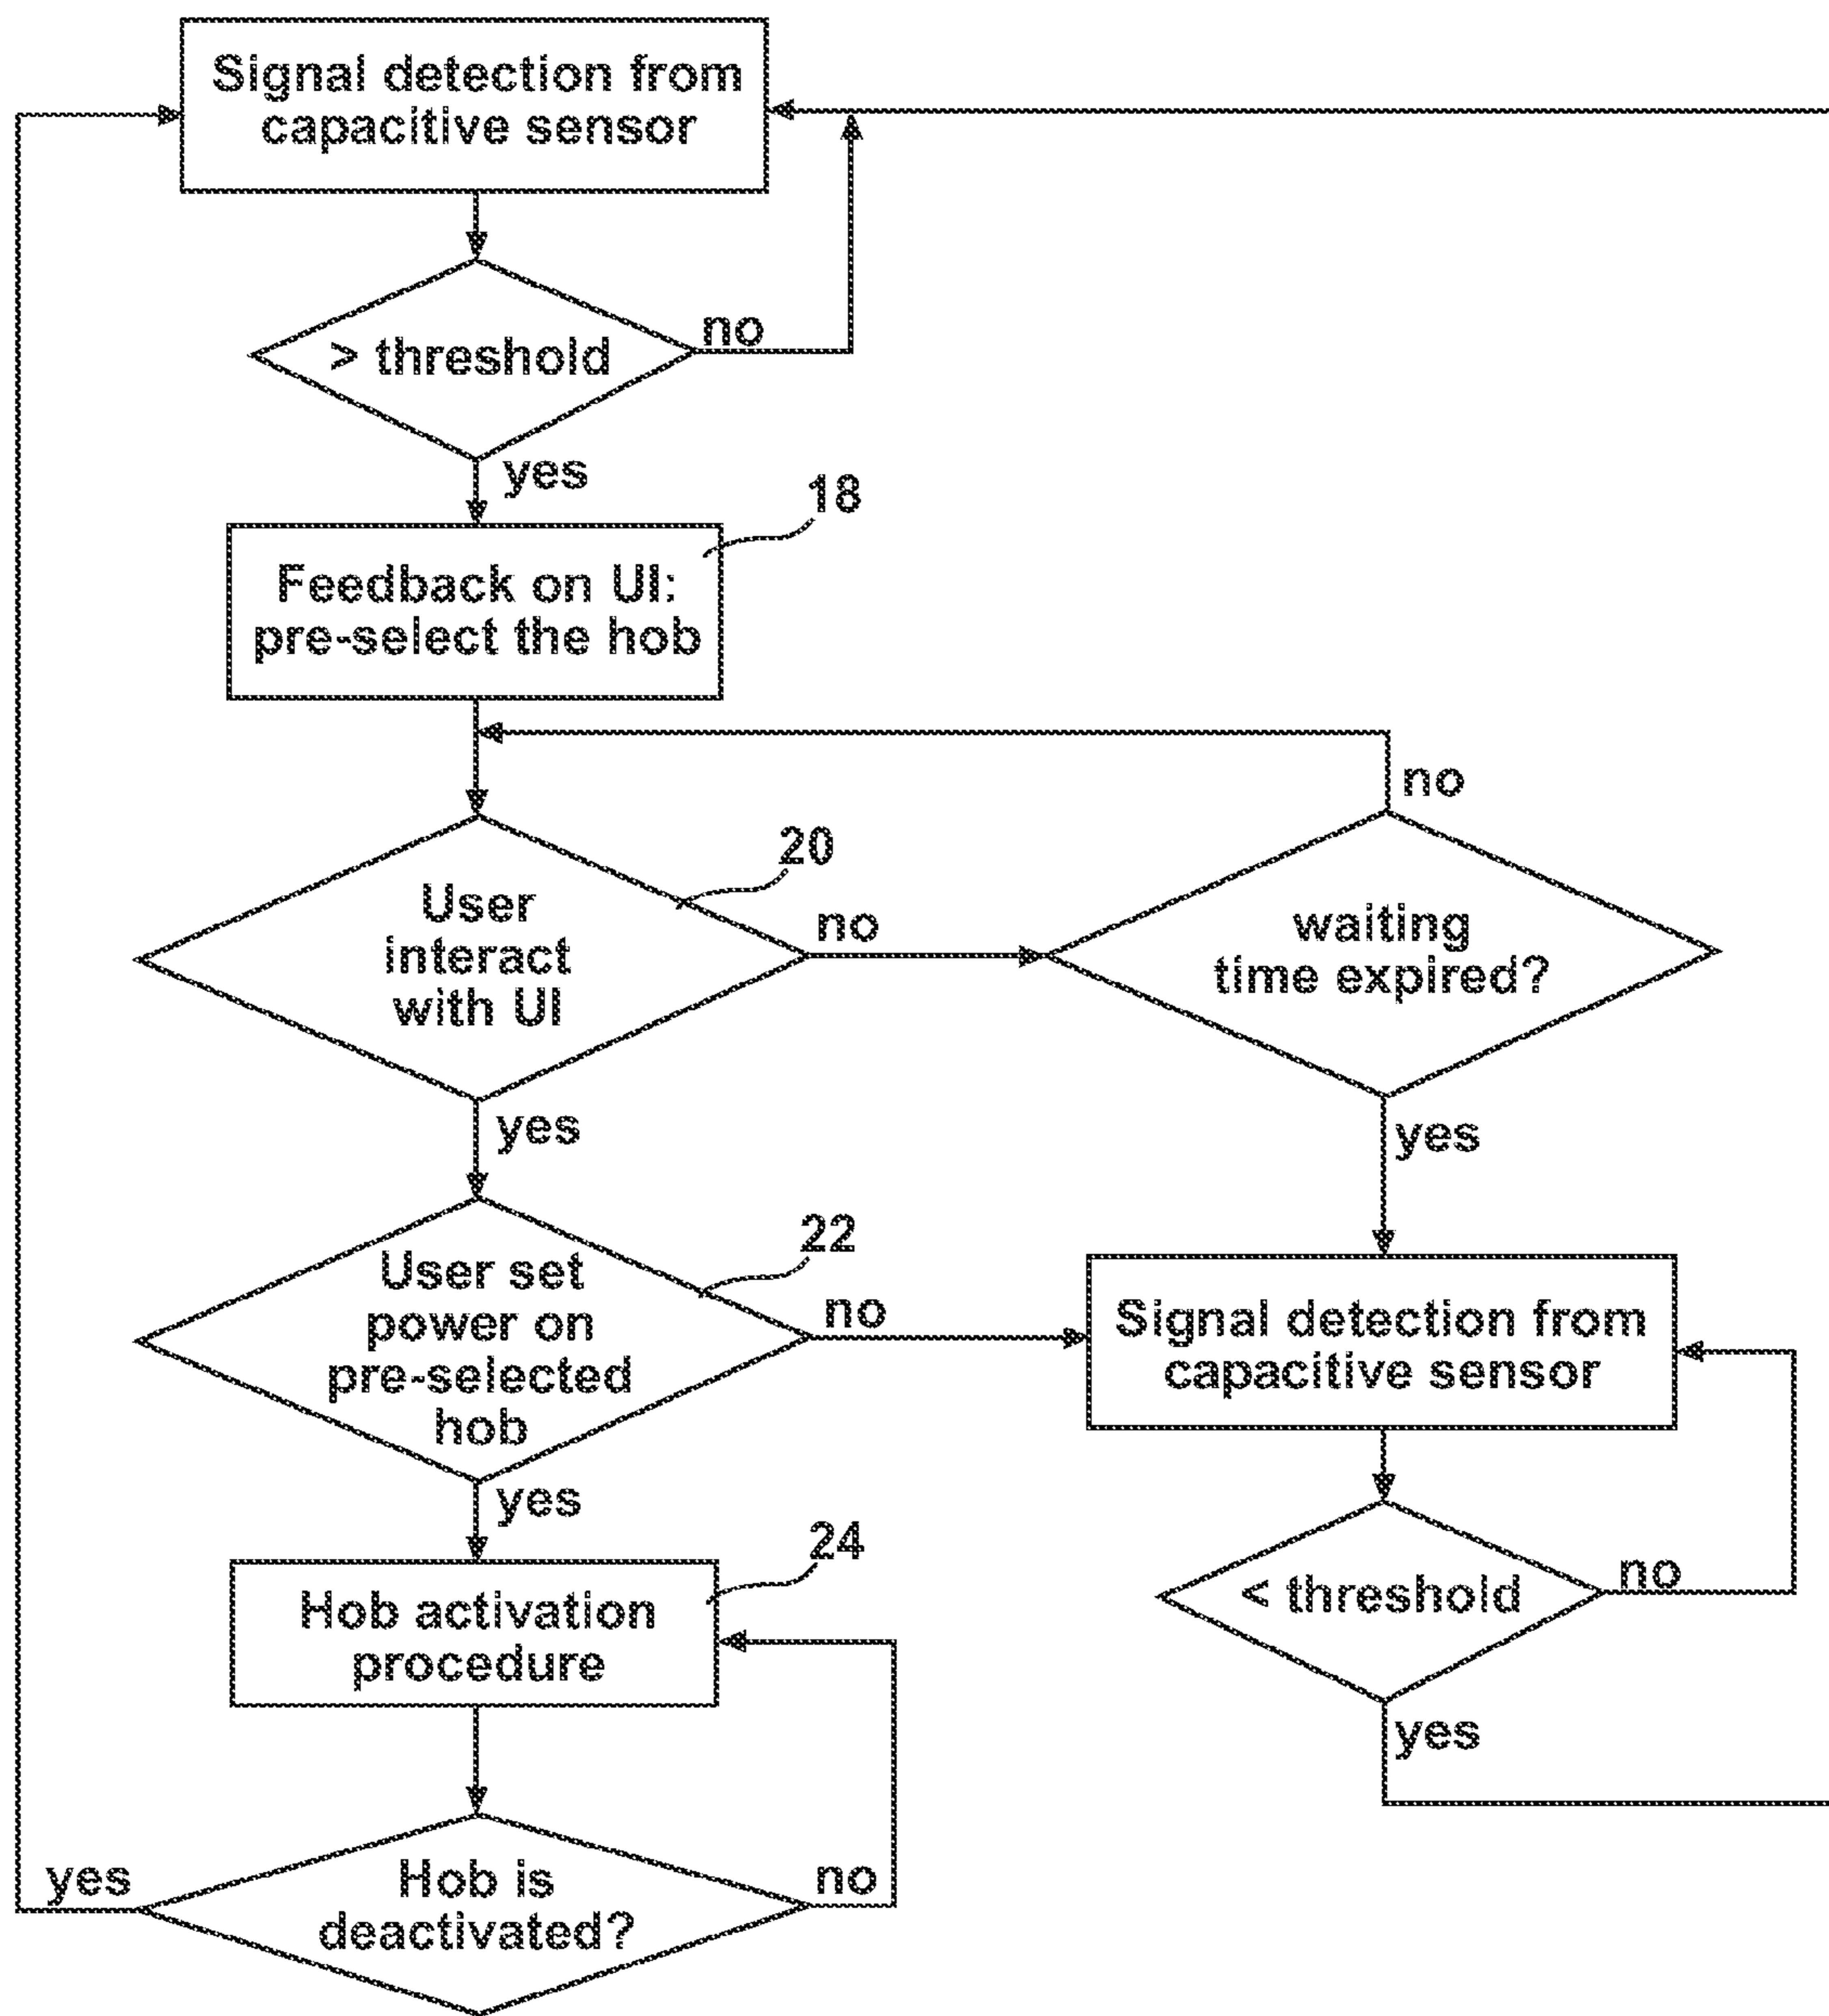 Signal detection from
capacitive sensor
> threshold
no
yes
18
Feedback on UI:
pre-select the hob
no
20
User
interact
with UI
no
waiting
time expired?
yes
yes
22
User set
power on
pre-selected
hob
no
Signal detection from
capacitive sensor
yes
24
Hob activation
procedure
< threshold
no
yes
yes
Hob is
deactivated?
no